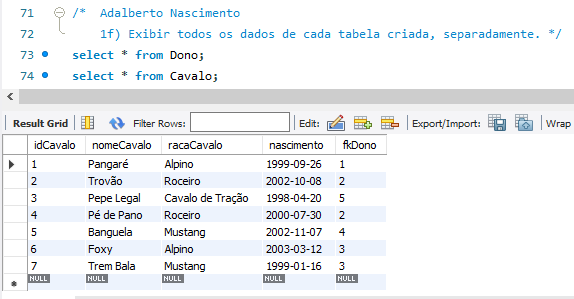 71 /* Adalberto Nascimento
72 1f) Exibir todos os dados de cada tabela criada, separadamente. */
73 select * from Dono;
74 select * from Cavalo;
Result Grid Filter Rows: Edit: Export/Import: Wrap
idCavalo nomeCavalo racaCavalo nascimento fkDono
1 Pangaré Alpino 1999-09-26 1
2 Trovão Roceiro 2002-10-08 2
3 Pepe Legal Cavalo de Tração 1998-04-20 5
4 Pé de Pano Roceiro 2000-07-30 2
5 Banguela Mustang 2002-11-07 4
6 Foxy Alpino 2003-03-12 3
7 Trem Bala Mustang 1999-01-16 3
NULL NULL NULL NULL NULL